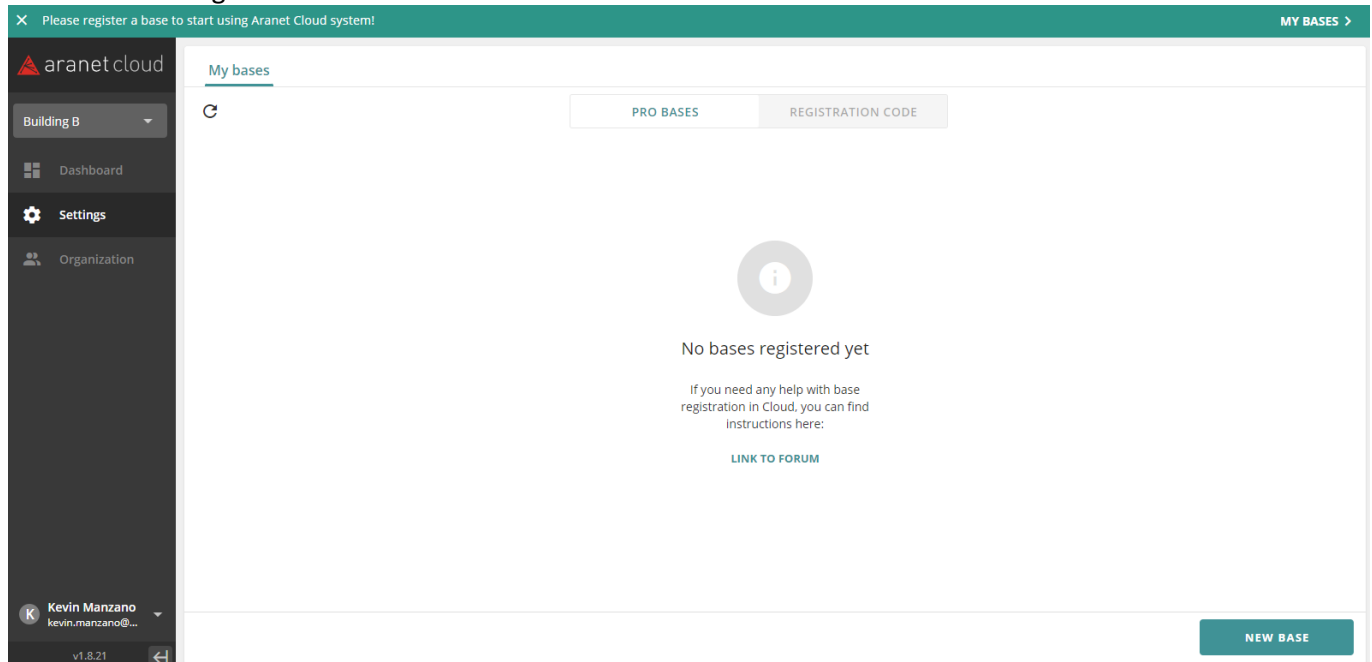 Please register a base to start using Aranet Cloud system!
MY BASES >
aranet cloud
My bases
Building B
PRO BASES
REGISTRATION CODE
Dashboard
Settings
Organization
No bases registered yet
If you need any help with base
registration in Cloud, you can find
instructions here:
LINK TO FORUM
K
Kevin Manzano
kevin.manzano@...
NEW BASE
v1.8.21